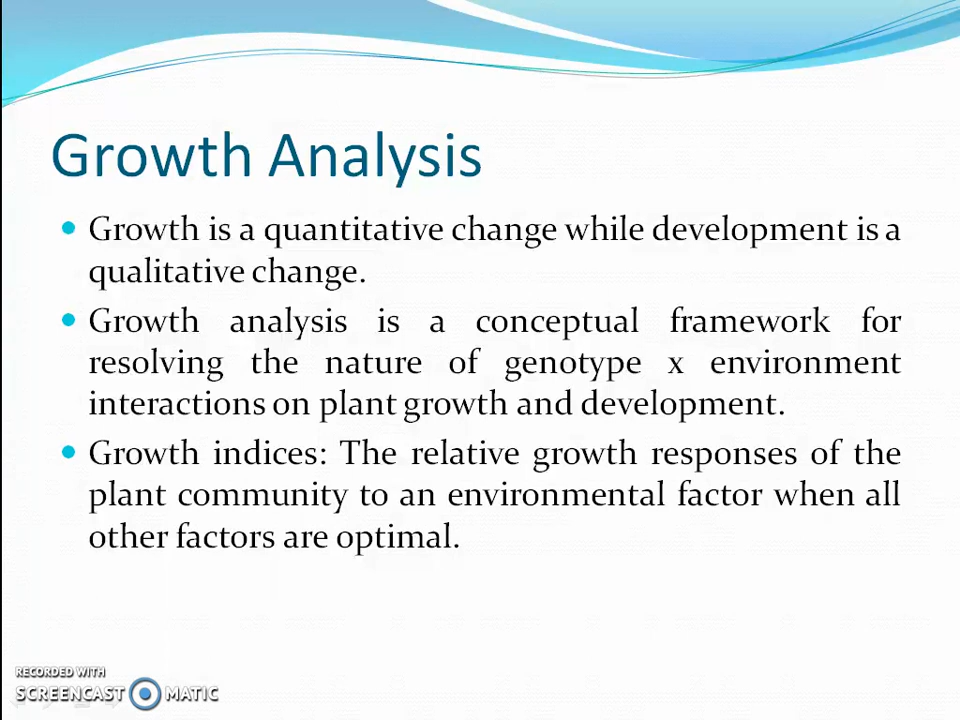 Growth Analysis
• Growth is a quantitative change while development is a
qualitative change.
• Growth analysis is a conceptual framework for
resolving the nature of genotype x environment
interactions on plant growth and development.
• Growth indices: The relative growth responses of the
plant community to an environmental factor when all
other factors are optimal.
RECORDED WITH
SCREENCAST MATIC